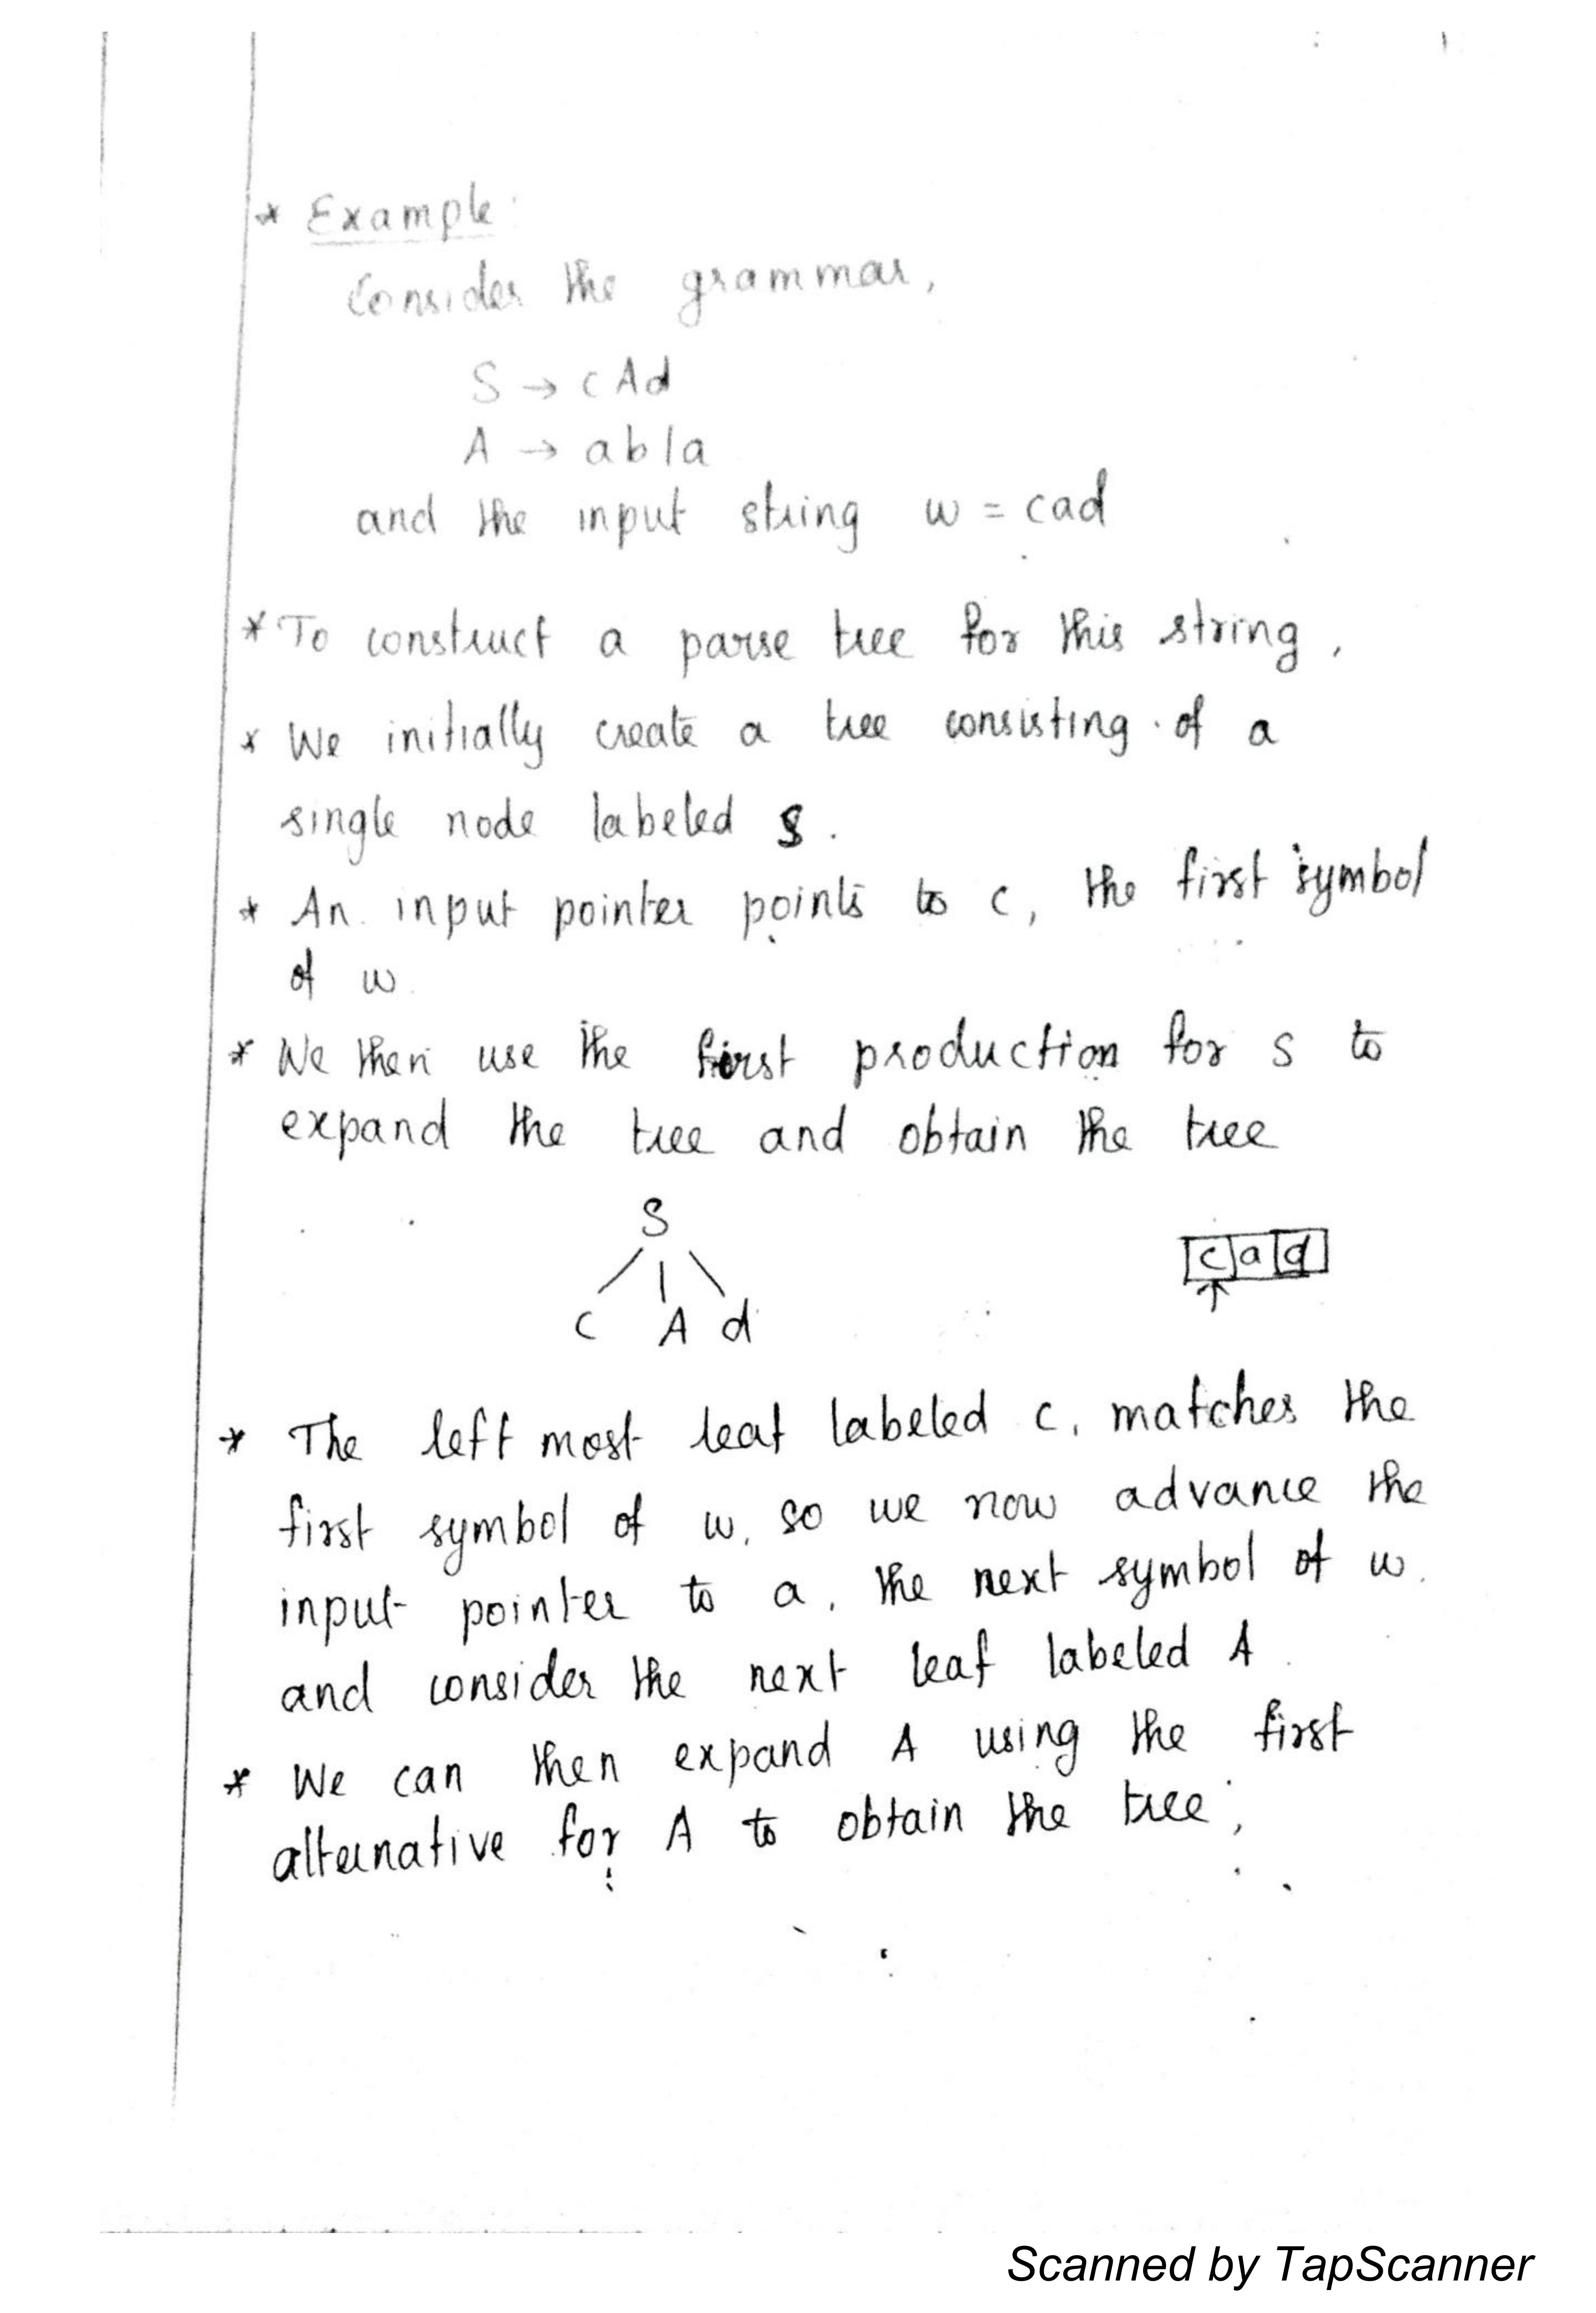 * Example:
Consider the grammar,
S → cAd
A → ab|a
and the input string w = cad
* To construct a parse tree for this string,
* We initially create a tree consisting of a
single node labeled S.
* An input pointer points to c, the first symbol
of w.
* We then use the first production for S to
expand the tree and obtain the tree
S
c A d
c a d
↑
* The left most leaf labeled c, matches the
first symbol of w, so we now advance the
input pointer to a, the next symbol of w.
and consider the next leaf labeled A.
* We can then expand A using the first
alternative for A to obtain the tree;
Scanned by TapScanner